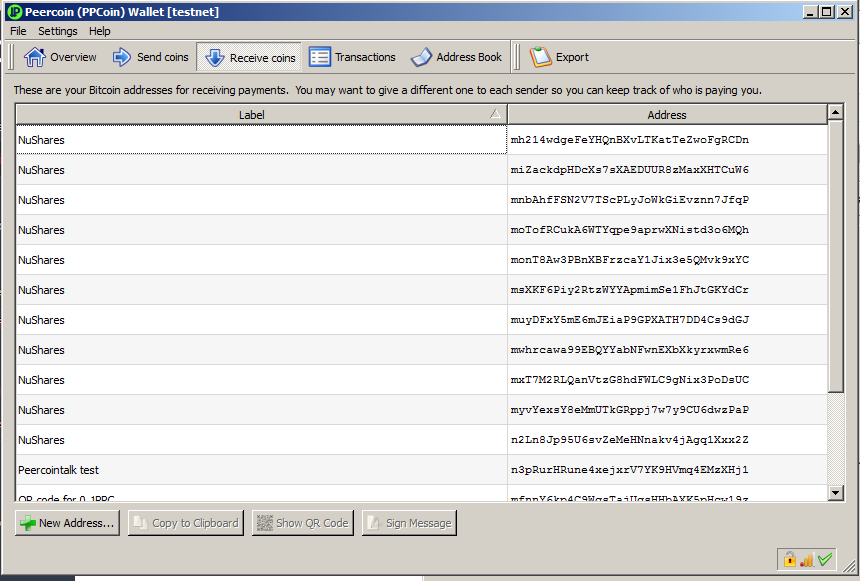 Peercoin (PPCoin) Wallet [testnet]
File Settings Help
Overview Send coins Receive coins Transactions Address Book Export
These are your Bitcoin addresses for receiving payments. You may want to give a different one to each sender so you can keep track of who is paying you.
Label Address
NuShares mh214wdgeFeYHQnBXvLTKatTeZwoFgRCDn
NuShares miZackdpHDcXs7sXAEDUUR8zMaxXHTCuW6
NuShares mnbAhfFSN2V7TScPLyJoWkGiEvznn7JfqP
NuShares moTofRCukA6WTYqpe9aprwXNistd3o6MQh
NuShares monT8Aw3PBnXBFrzcaY1Jix3e5QMvk9xYC
NuShares msXKF6Piy2RtzWYYApmimSe1FhJtGKYdCr
NuShares muyDFxY5mE6mJEiaP9GPXATH7DD4Cs9dGJ
NuShares mwhrcawa99EBQYYabNFwnEXbXkyrxwmRe6
NuShares mxT7M2RLQanVtzG8hdFWLC9gNix3PoDsUC
NuShares myvYexsY8eMmUTkGRppj7w7y9CU6dwzPaP
NuShares n2Ln8Jp95U6svZeMeHNnakv4jAgq1Xxx2Z
Peercointalk test n3pRurHRune4xejxrV7YK9HVmq4EMzXHj1
QR code for 0.1PPC
New Address... Copy to Clipboard Show QR Code Sign Message